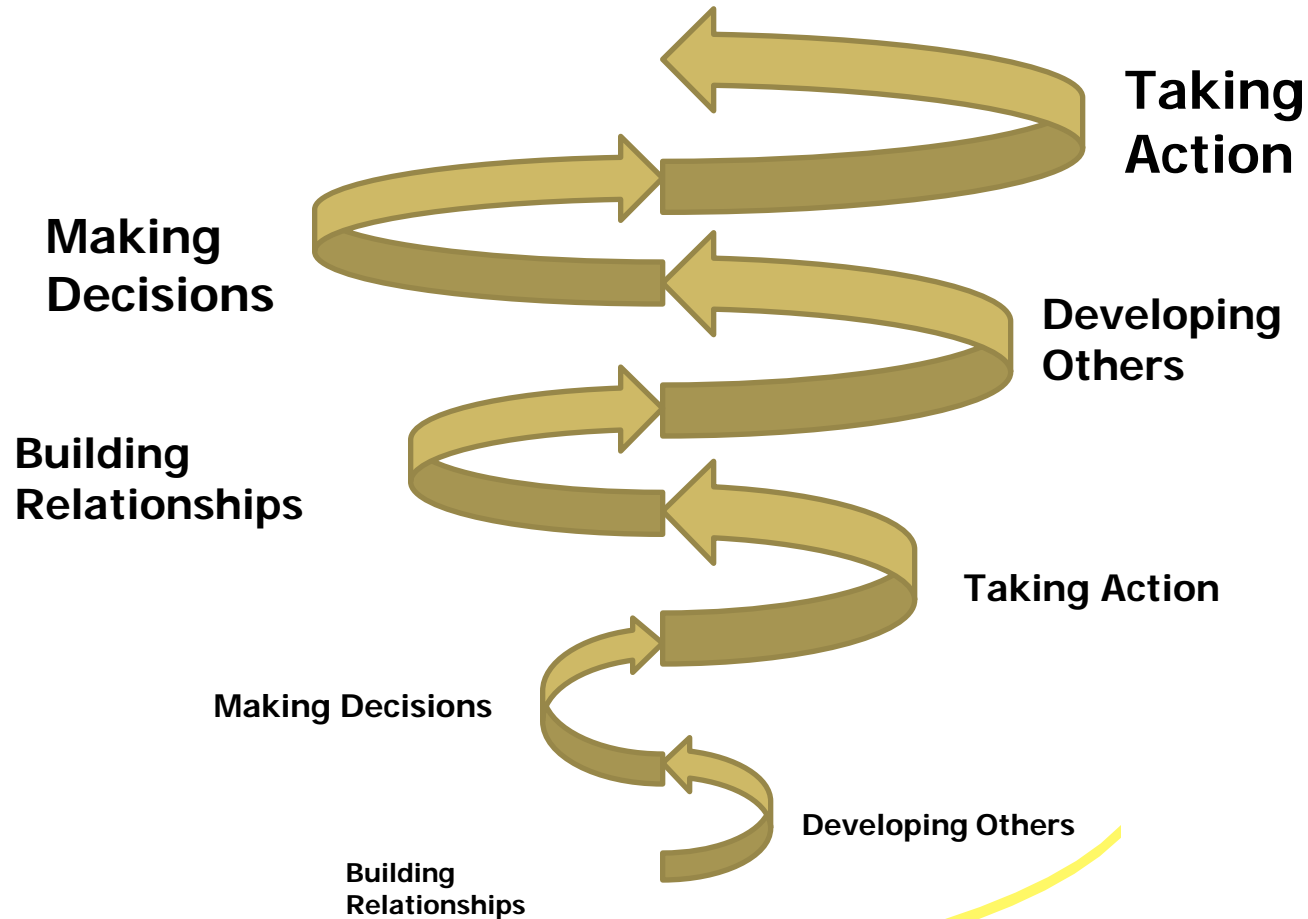 Taking
Action
Making
Decisions
Developing
Others
Building
Relationships
Taking Action
Making Decisions
Developing Others
Building
Relationships